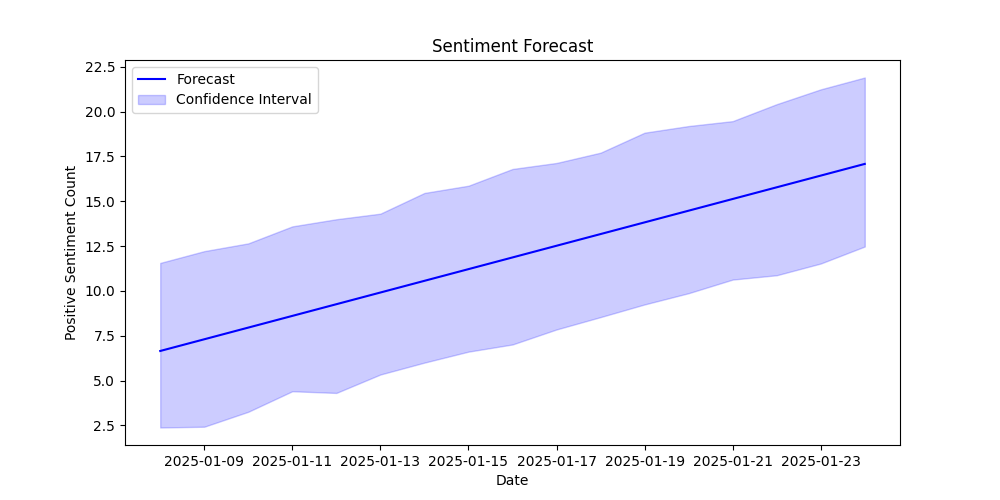 Sentiment Forecast
Forecast
Confidence Interval
Positive Sentiment Count
22.5
20.0
17.5
15.0
12.5
10.0
7.5
5.0
2.5
2025-01-09 2025-01-11 2025-01-13 2025-01-15 2025-01-17 2025-01-19 2025-01-21 2025-01-23
Date